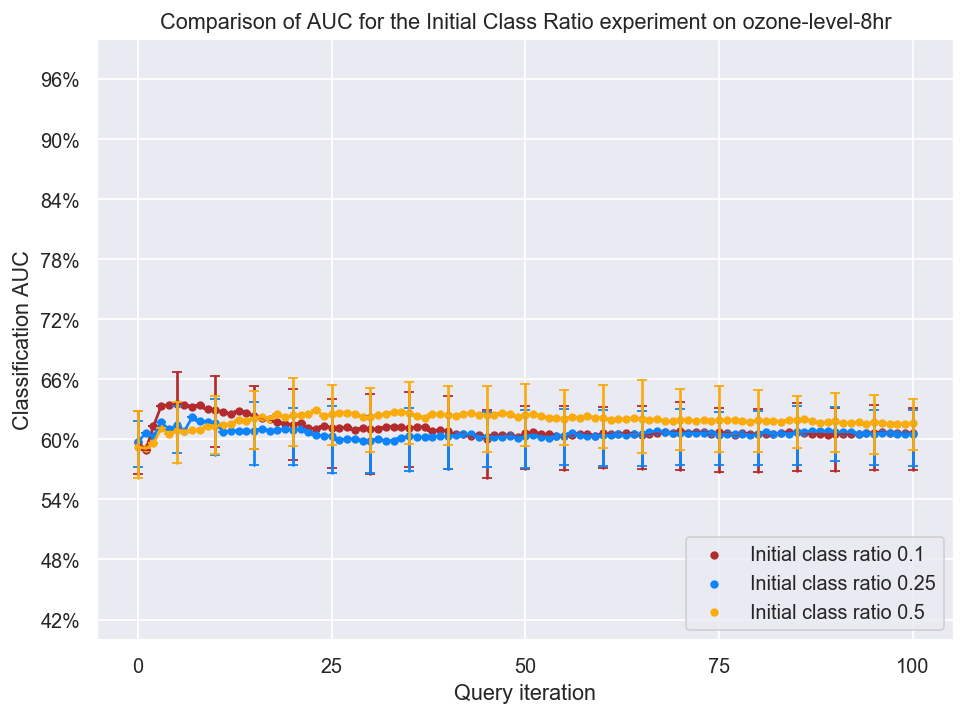 Comparison of AUC for the Initial Class Ratio experiment on ozone-level-8hr
96%
90%
84%
78%
72%
66%
60%
54%
48%
42%
Classification AUC
Initial class ratio 0.1
Initial class ratio 0.25
Initial class ratio 0.5
0
25
50
75
100
Query iteration